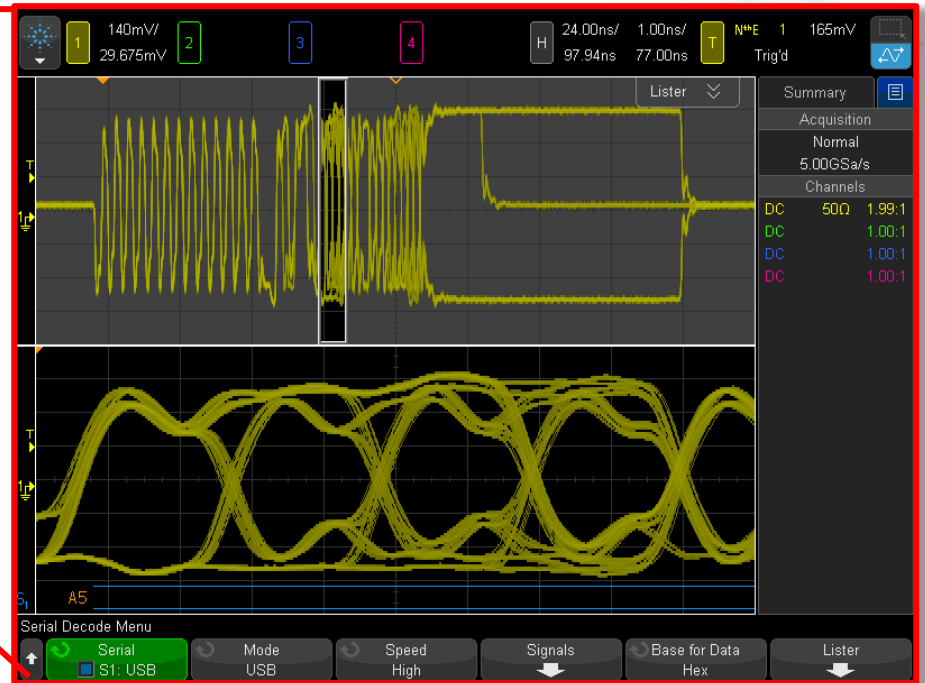 1 140mV/ 2 3 4 H 24.00ns/ 1.00ns/ T NthE 1 165mV
29.675mV 97.94ns 77.00ns Trig'd
Lister
Summary
Acquisition
Normal
5.00GSa/s
Channels
DC 50Ω 1.99:1
DC 1.00:1
DC 1.00:1
DC 1.00:1
T
1
T
1
S1 A5
Serial Decode Menu
Serial Mode Speed Signals Base for Data Lister
S1: USB USB High Hex